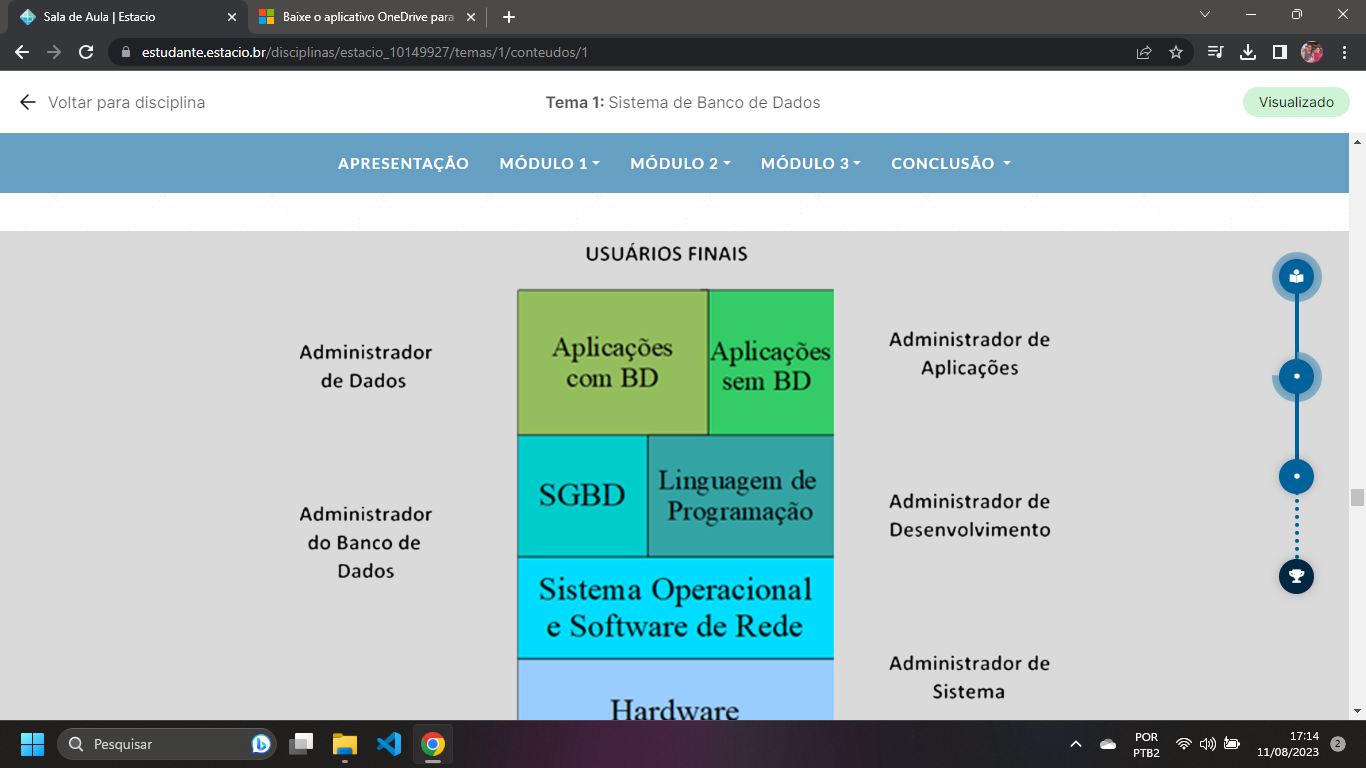 Sala de Aula | Estacio
Baixe o aplicativo OneDrive para
estudante.estacio.br/disciplinas/estacio_10149927/temas/1/conteudos/1
Voltar para disciplina
Tema 1: Sistema de Banco de Dados
Visualizado
APRESENTAÇÃO
MÓDULO 1
MÓDULO 2
MÓDULO 3
CONCLUSÃO
USUÁRIOS FINAIS
Administrador
de Dados
Aplicações
com BD
Aplicações
sem BD
Administrador de
Aplicações
Administrador
do Banco de
Dados
SGBD
Linguagem de
Programação
Administrador de
Desenvolvimento
Sistema Operacional
e Software de Rede
Administrador de
Sistema
Hardware
Pesquisar
POR
PTB2
17:14
11/08/2023
2